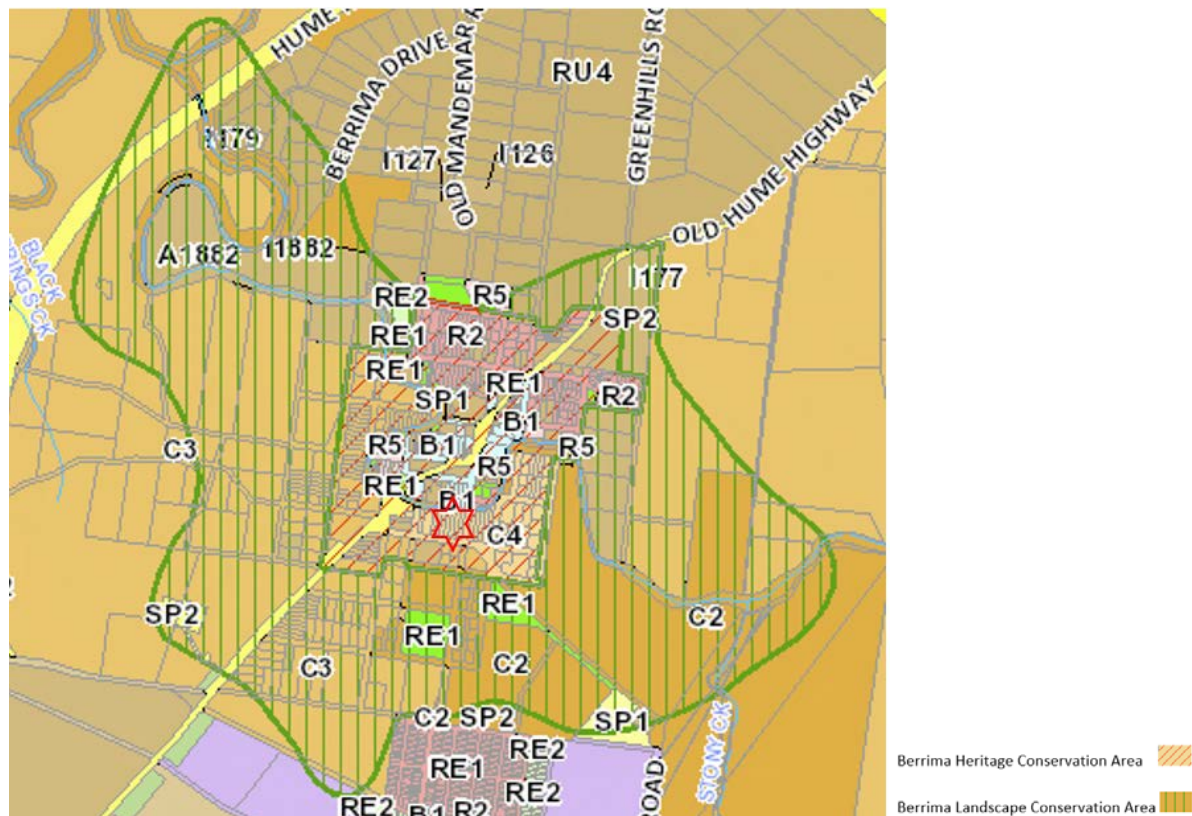 HUME
BERRIMA DRIVE
OLD MANDEMAR
RU4
GREENHILLS
OLD HUME HIGHWAY
I179
I127
I126
A1882
I1882
I177
BLACK
CK
RE2
R5
SP2
RE1
R2
RE1
RE1
SP1
R2
B1
C3
R5
B1
R5
R5
RE1
B1
C4
SP2
RE1
C2
RE1
C3
C2
C2
SP2
SP1
STONY CK
RE2
RE1
RE2
RE2
B1
R2
ROAD
Berrima Heritage Conservation Area
Berrima Landscape Conservation Area